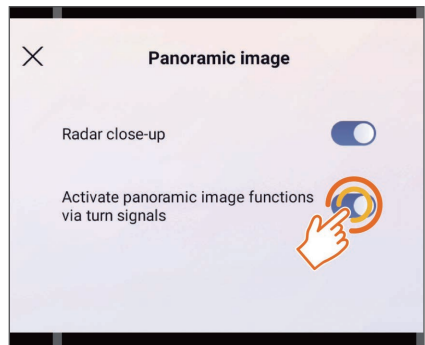 Panoramic image
Radar close-up
Activate panoramic image functions
via turn signals